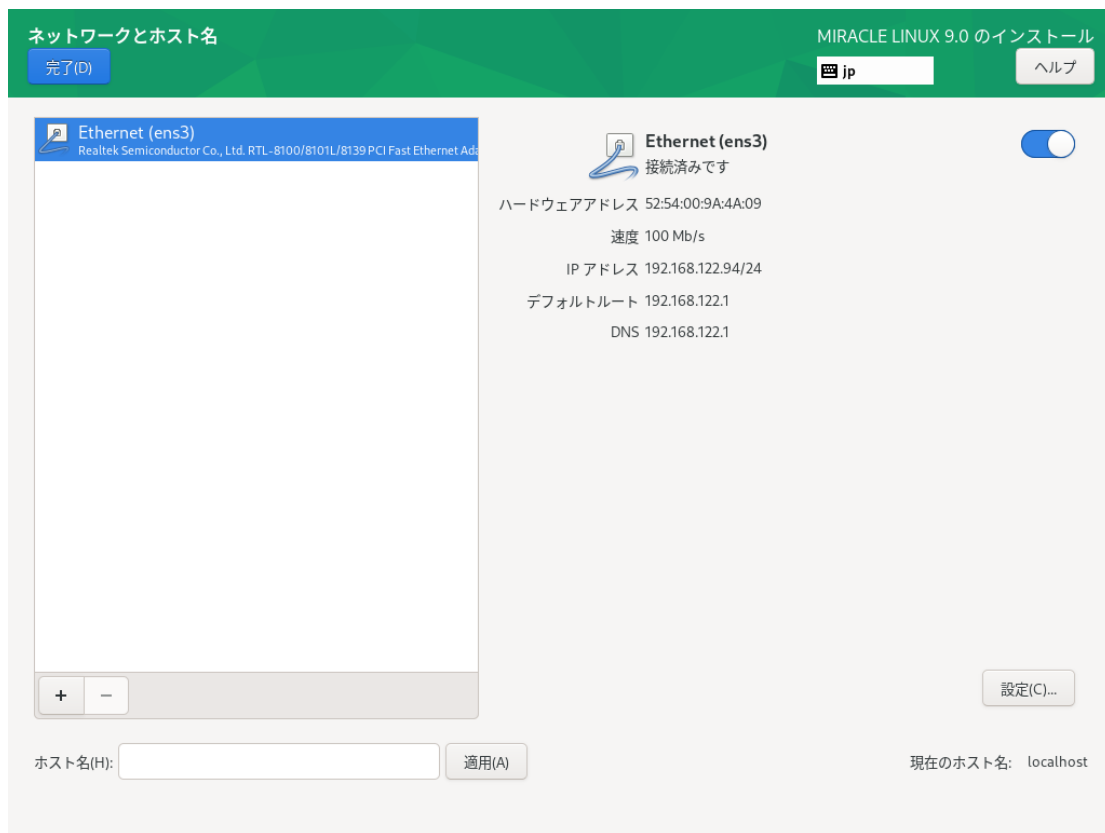 ネットワークとホスト名
MIRACLE LINUX 9.0 のインストール
完了(D)
jp
ヘルプ
Ethernet (ens3)
Realtek Semiconductor Co., Ltd. RTL-8100/8101L/8139 PCI Fast Ethernet Ada
Ethernet (ens3)
接続済みです
ハードウェアアドレス 52:54:00:9A:4A:09
速度 100 Mb/s
IP アドレス 192.168.122.94/24
デフォルトルート 192.168.122.1
DNS 192.168.122.1
+ −
設定(C)...
ホスト名(H): 適用(A) 現在のホスト名: localhost